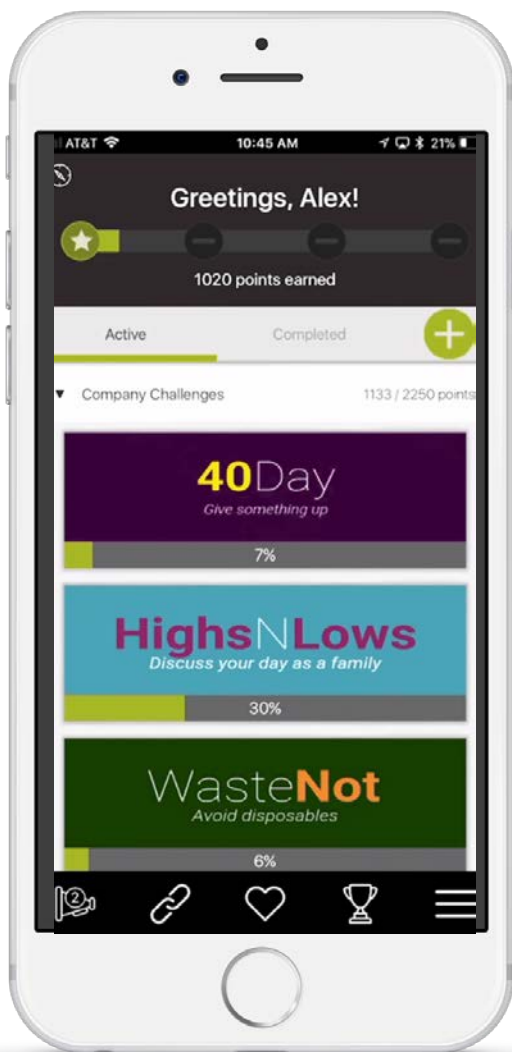 AT&T 10:45 AM 21%
Greetings, Alex!
1020 points earned
Active Completed
Company Challenges 1133 / 2250 points
40Day
Give something up
7%
HighsNLows
Discuss your day as a family
30%
WasteNot
Avoid disposables
6%
2